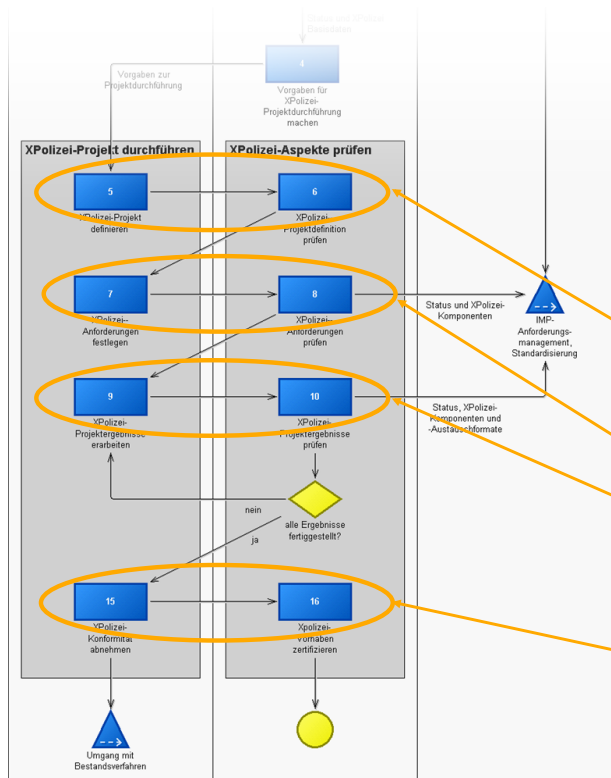 4
Vorgaben zur
Projektdurchführung
Vorgaben für
XPolizei-
Projektdurchführung
machen
XPolizei-Projekt durchführen
XPolizei-Aspekte prüfen
5
6
XPolizei-Projekt
definieren
XPolizei-
Projektdefinition
prüfen
7
8
XPolizei--
Anforderungen
festlegen
XPolizei--
Anforderungen
prüfen
Status und XPolizei-
Komponenten
IMP-
Anforderungs-
management,
Standardisierung
9
10
XPolizei-
Projektergebnisse
erarbeiten
XPolizei-
Projektergebnisse
prüfen
Status, XPolizei-
Komponenten und
-Austauschformate
nein
ja
alle Ergebnisse
fertiggestellt?
15
16
XPolizei-
Konformität
abnehmen
Xpolizei-
Vorhaben
zertifizieren
Umgang mit
Bestandsverfahren